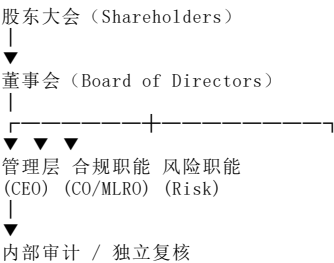 股东大会（Shareholders）
董事会（Board of Directors）
管理层 合规职能 风险职能
(CEO) (CO/MLRO) (Risk)
内部审计 / 独立复核